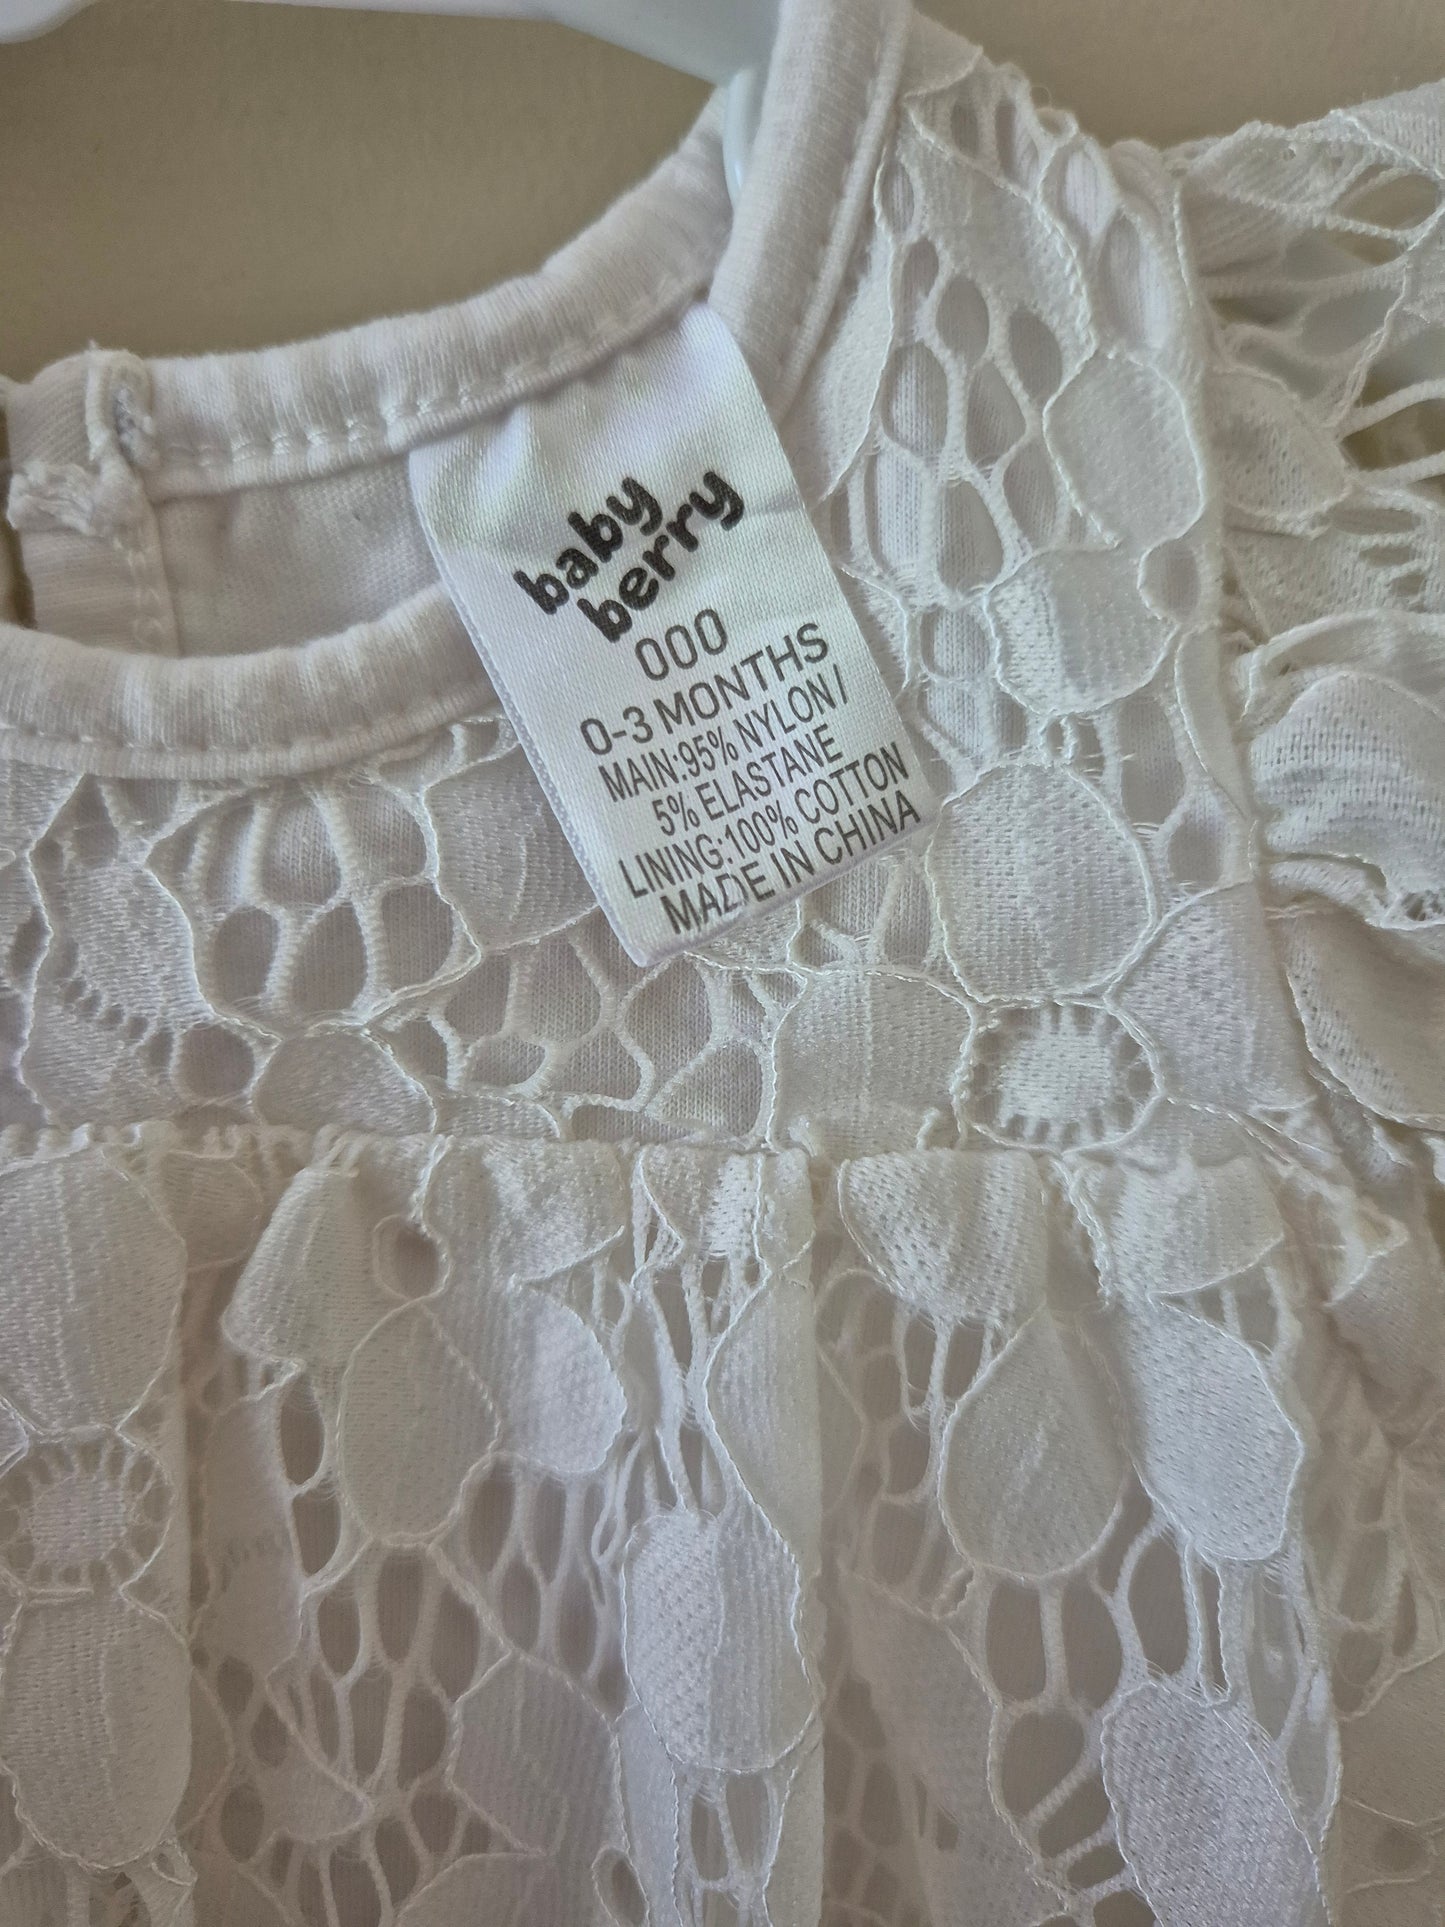 baby
berry
000
0-3 MONTHS
MAIN:95% NYLON/
5% ELASTANE
LINING:100% COTTON
MADE IN CHINA